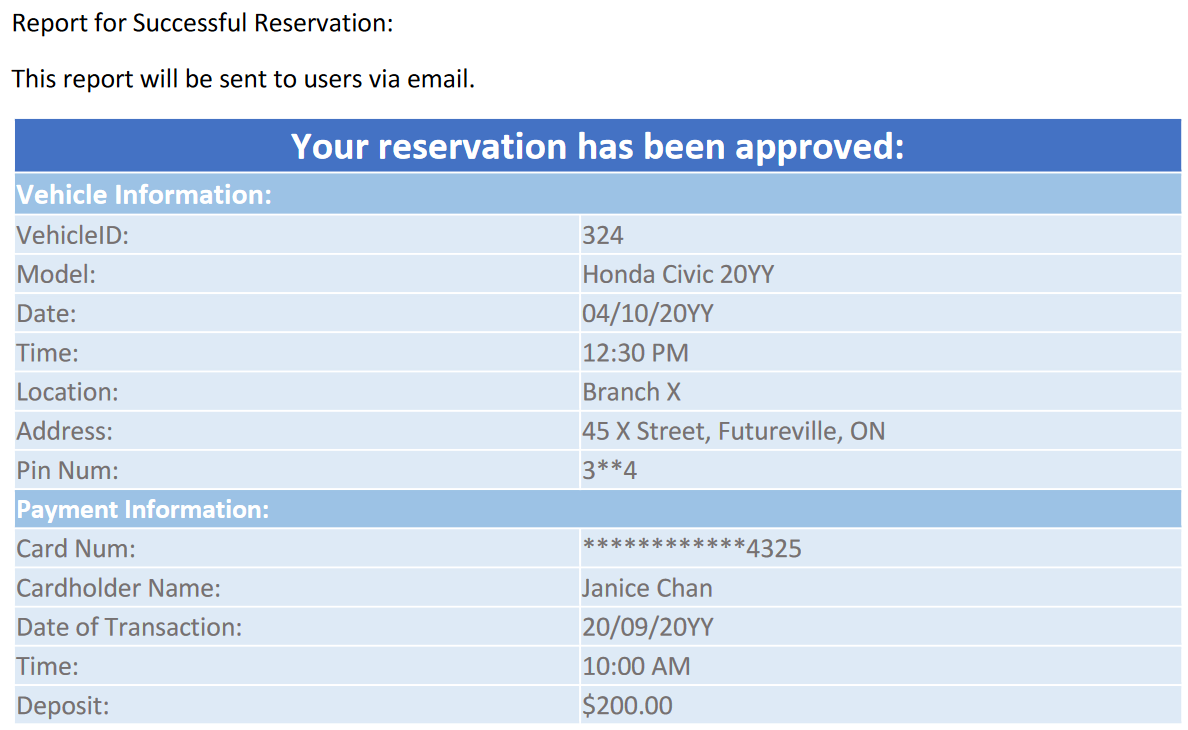 Report for Successful Reservation:
This report will be sent to users via email.
Your reservation has been approved:
Vehicle Information:
VehicleID: 324
Model: Honda Civic 20YY
Date: 04/10/20YY
Time: 12:30 PM
Location: Branch X
Address: 45 X Street, Futureville, ON
Pin Num: 3**4
Payment Information:
Card Num: ************4325
Cardholder Name: Janice Chan
Date of Transaction: 20/09/20YY
Time: 10:00 AM
Deposit: $200.00